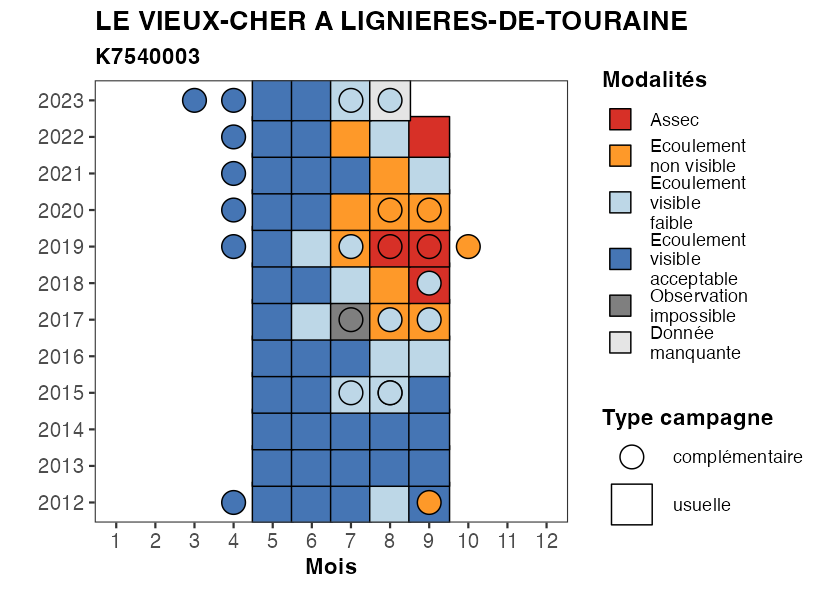 LE VIEUX-CHER A LIGNIERES-DE-TOURAINE
K7540003
2023
2022
2021
2020
2019
2018
2017
2016
2015
2014
2013
2012
1 2 3 4 5 6 7 8 9 10 11 12
Mois
Modalités
Assec
Ecoulement
non visible
Ecoulement
visible
faible
Ecoulement
visible
acceptable
Observation
impossible
Donnée
manquante
Type campagne
complémentaire
usuelle